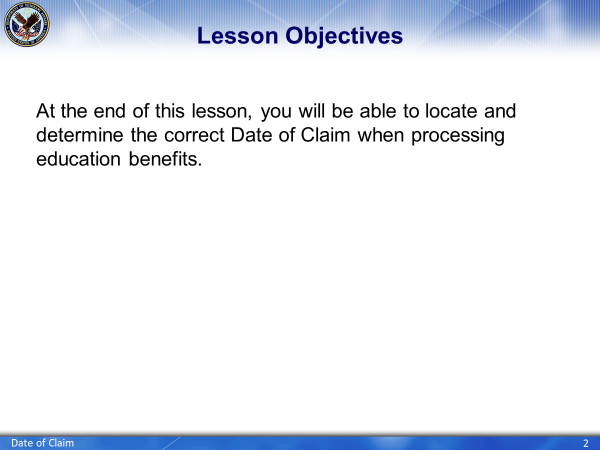 Lesson Objectives
At the end of this lesson, you will be able to locate and
determine the correct Date of Claim when processing
education benefits.
Date of Claim
2